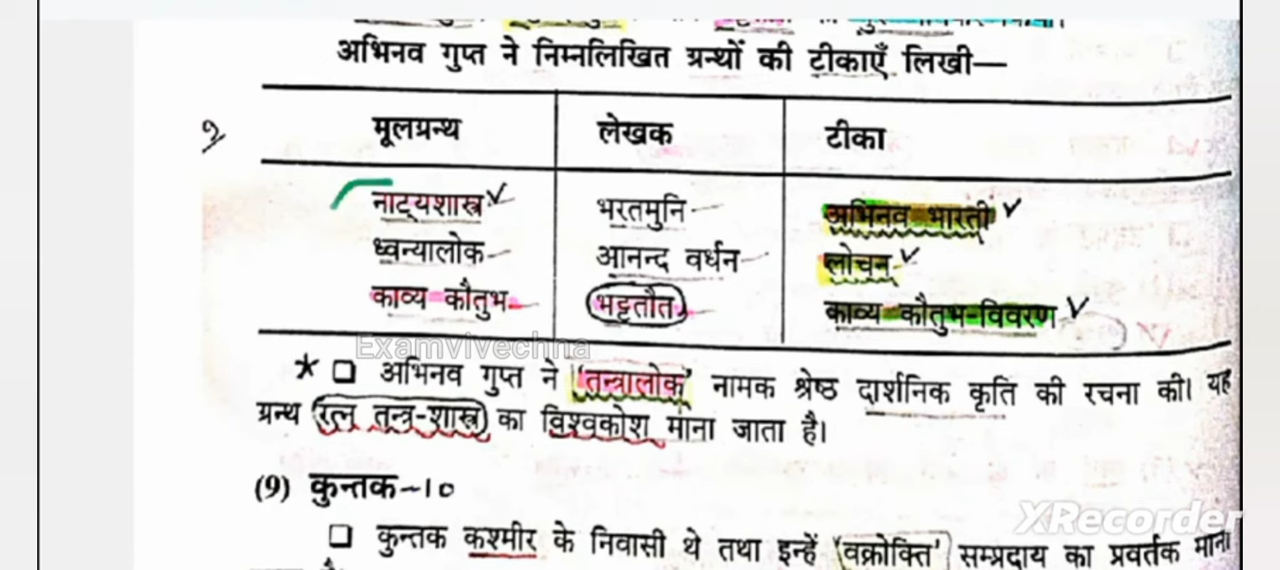 अभिनव गुप्त ने निम्नलिखित ग्रन्थों की टीकाएँ लिखी—
मूलग्रन्थ लेखक टीका
नाट्यशास्त्र भरतमुनि अभिनव भारती
ध्वन्यालोक आनन्द वर्धन लोचन
काव्य कौतुभ भट्टतौत काव्य कौतुभ-विवरण
Examvivechna
* ❑ अभिनव गुप्त ने 'तन्त्रालोक' नामक श्रेष्ठ दार्शनिक कृति की रचना की। यह
ग्रन्थ रत्न तन्त्र-शास्त्र का विश्वकोश माना जाता है।
(9) कुन्तक-10
❑ कुन्तक कश्मीर के निवासी थे तथा इन्हें 'वक्रोक्ति' सम्प्रदाय का प्रवर्तक माना
XRecorder